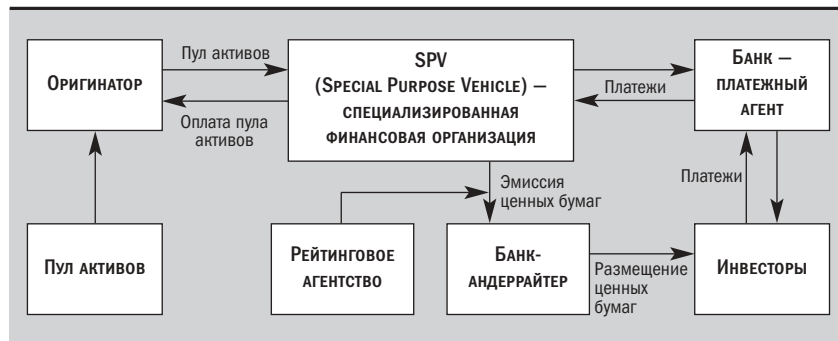 Пул активов
ОРИГИНАТОР
Оплата пула
активов
SPV
(SPECIAL PURPOSE VEHICLE) —
СПЕЦИАЛИЗИРОВАННАЯ
ФИНАНСОВАЯ ОРГАНИЗАЦИЯ
Платежи
БАНК —
ПЛАТЕЖНЫЙ
АГЕНТ
Эмиссия
ценных бумаг
Платежи
ПУЛ АКТИВОВ
РЕЙТИНГОВОЕ
АГЕНТСТВО
БАНК-
АНДЕРРАЙТЕР
Размещение
ценных
бумаг
ИНВЕСТОРЫ